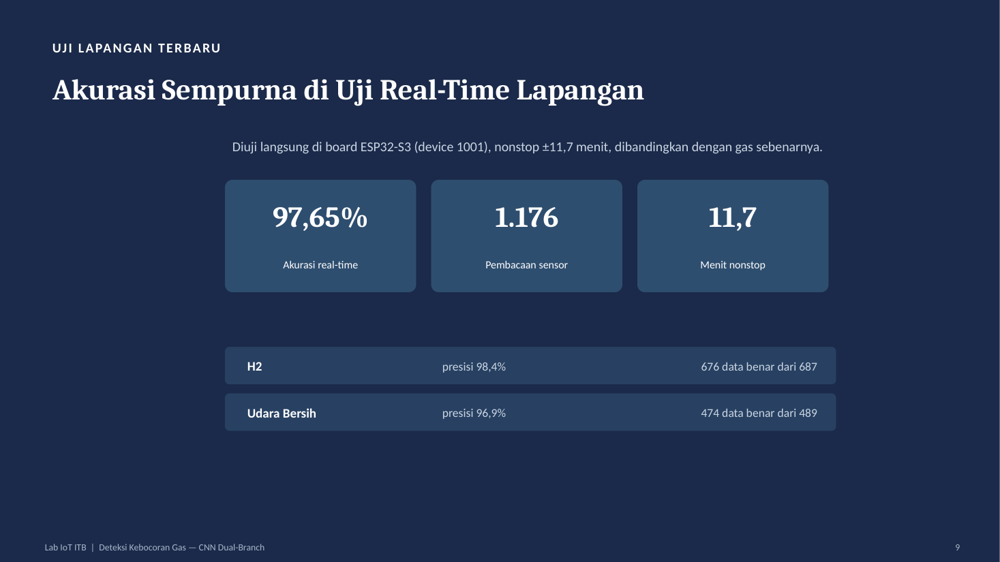 UJI LAPANGAN TERBARU
Akurasi Sempurna di Uji Real-Time Lapangan
Diuji langsung di board ESP32-S3 (device 1001), nonstop ±11,7 menit, dibandingkan dengan gas sebenarnya.
97,65%
Akurasi real-time
1.176
Pembacaan sensor
11,7
Menit nonstop
H2 presisi 98,4% 676 data benar dari 687
Udara Bersih presisi 96,9% 474 data benar dari 489
Lab IoT ITB | Deteksi Kebocoran Gas — CNN Dual-Branch 9